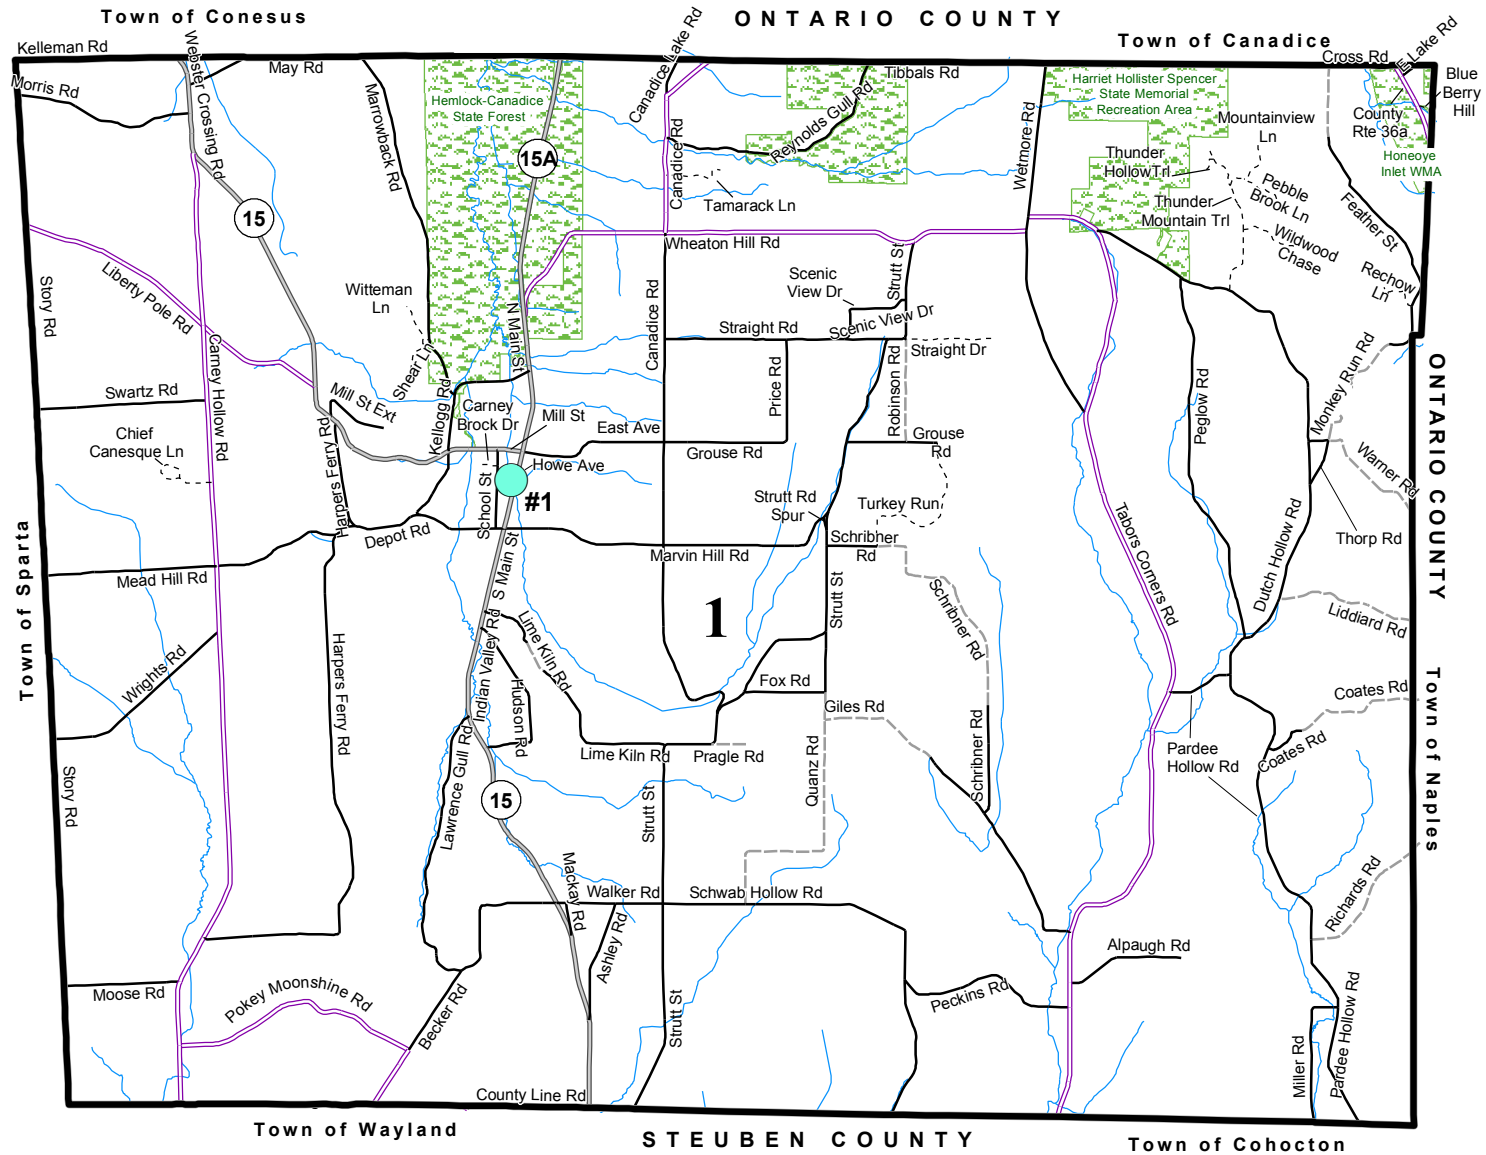 Town of Conesus
ONTARIO COUNTY
Town of Canadice
Kelleman Rd
Morris Rd
Webster Crossing Rd
May Rd
Marrowback Rd
Hemlock-Canadice
State Forest
15A
Canadice Lake Rd
Canadice Rd
Tamarack Ln
Tibbals Rd
Reynolds Gull Rd
Wetmore Rd
Harriet Hollister Spencer
State Memorial
Recreation Area
Cross Rd
E Lake Rd
Blue
Berry
Hill
County
Rte 36a
Honeoye
Inlet WMA
Mountainview
Ln
Thunder
HollowTrl
Thunder
Mountain Trl
Pebble
Brook Ln
Wildwood
Chase
Feather St
Rechow
Ln
15
Liberty Pole Rd
Story Rd
Witteman
Ln
Shear Ln
N Main St
Wheaton Hill Rd
Canadice Rd
Scenic
View Dr
Strutt St
Scenic View Dr
Straight Rd
Straight Dr
Price Rd
Robinson Rd
Carney Hollow Rd
Swartz Rd
Chief
Canesque Ln
Mill St Ext
Harpers Ferry Rd
Kellogg Rd
Carney
Brock Dr
Mill St
East Ave
Howe Ave
#1
School St
Grouse Rd
Grouse
Rd
Strutt Rd
Spur
Turkey Run
Schribher
Rd
Peglow Rd
Monkey Run Rd
Warner Rd
Thorp Rd
ONTARIO COUNTY
Dutch Hollow Rd
Tabors Corners Rd
Liddiard Rd
Town of Sparta
Mead Hill Rd
Depot Rd
S Main St
Marvin Hill Rd
1
Strutt St
Schribner Rd
Wrights Rd
Harpers Ferry Rd
Indian Valley Rd
Lime Kiln Rd
Hudson Rd
Fox Rd
Giles Rd
Coates Rd
Town of Naples
Story Rd
Lawrence Gull Rd
Lime Kiln Rd
Pragle Rd
Quanz Rd
Schribner Rd
Pardee
Hollow Rd
Coates Rd
15
Strutt St
Mackay Rd
Walker Rd
Schwab Hollow Rd
Ashley Rd
Richards Rd
Alpaugh Rd
Moose Rd
Pokey Moonshine Rd
Becker Rd
Strutt St
Peckins Rd
Miller Rd
Pardee Hollow Rd
County Line Rd
Town of Wayland
STEUBEN COUNTY
Town of Cohocton